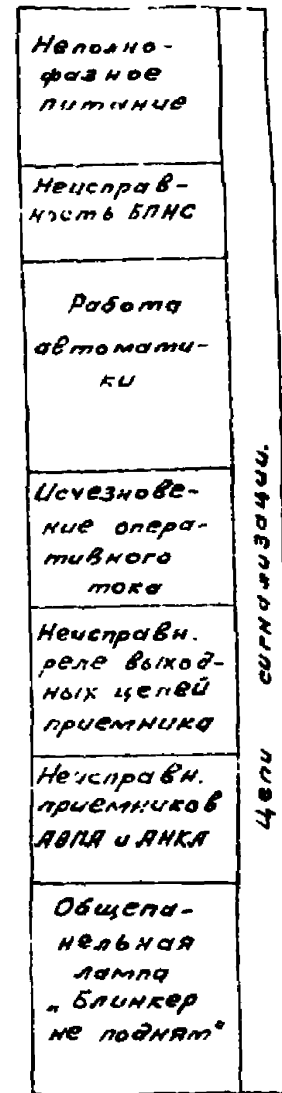 Неполно-
фазное
питание
Неисправ-
ность БПНС
Работа
автомати-
ки
Исчезнове-
ние опера-
тивного
тока
Неисправн.
реле выход-
ных цепей
приемника
Неисправн.
приемников
АВПА и АНКА
Общепа-
нельная
лампа
„Блинкер
не поднят"
Цепи сигнализации.